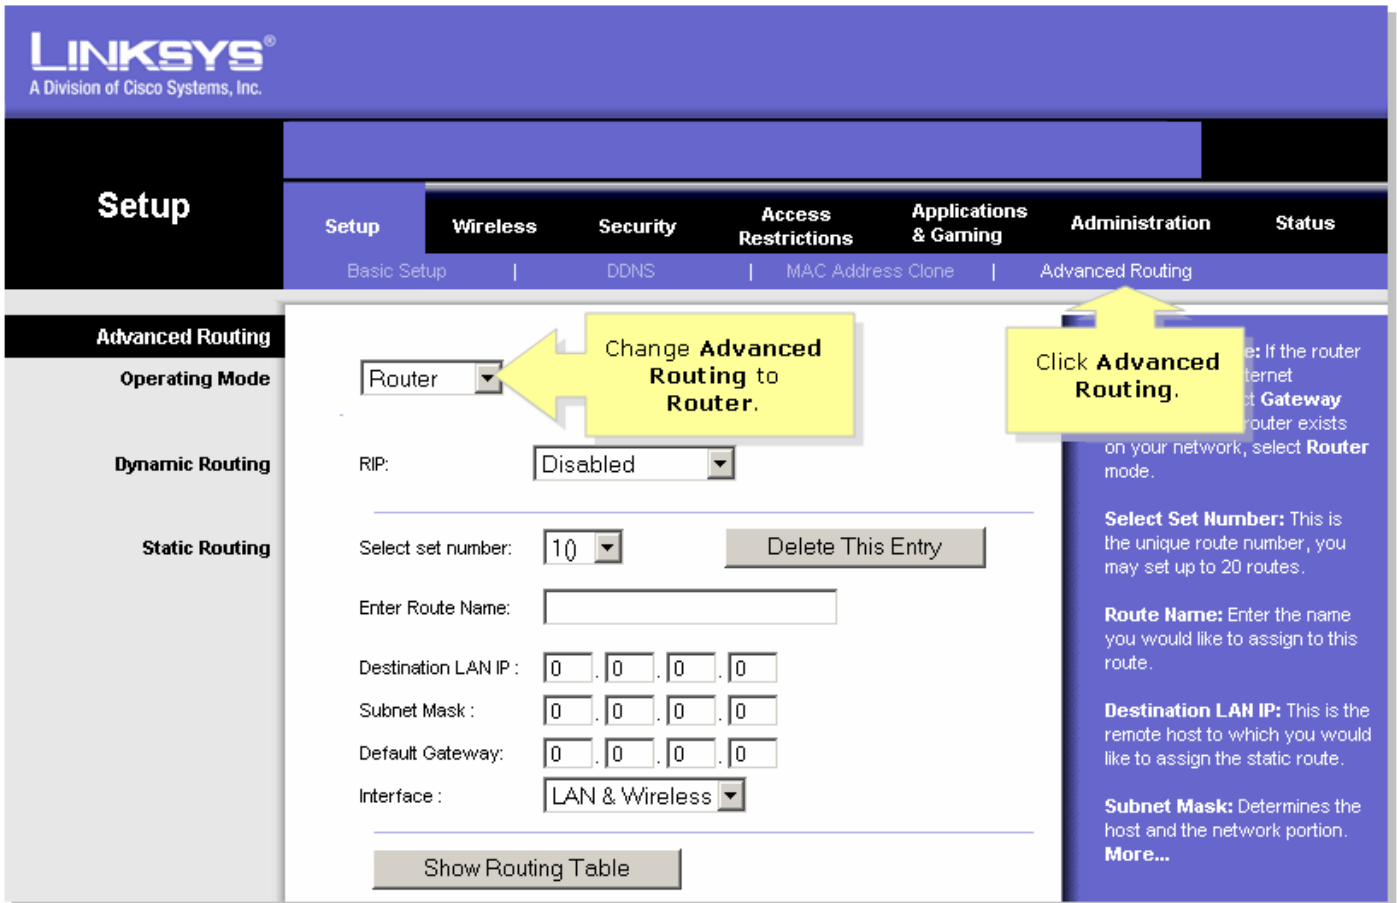 LINKSYS®
A Division of Cisco Systems, Inc.
Setup
Setup
Wireless
Security
Access
Restrictions
Applications
& Gaming
Administration
Status
Basic Setup | DDNS | MAC Address Clone | Advanced Routing
Advanced Routing
Operating Mode
Router
Change Advanced
Routing to
Router.
Click Advanced
Routing.
Dynamic Routing
RIP:
Disabled
Static Routing
Select set number:
10
Delete This Entry
Enter Route Name:
Destination LAN IP :
0 . 0 . 0 . 0
Subnet Mask :
0 . 0 . 0 . 0
Default Gateway:
0 . 0 . 0 . 0
Interface :
LAN & Wireless
Show Routing Table
: If the router
Gateway
router exists
on your network, select Router
mode.
Select Set Number: This is
the unique route number, you
may set up to 20 routes.
Route Name: Enter the name
you would like to assign to this
route.
Destination LAN IP: This is the
remote host to which you would
like to assign the static route.
Subnet Mask: Determines the
host and the network portion.
More...